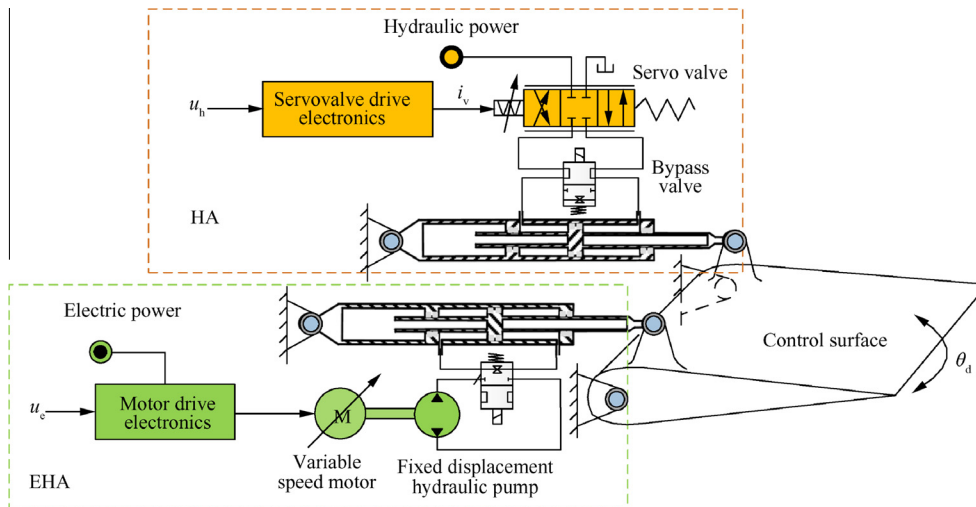 Hydraulic power
Servo valve
u_h
Servovalve drive
electronics
i_v
Bypass
valve
HA
Electric power
Control surface
θ_d
u_e
Motor drive
electronics
M
Variable
speed motor
Fixed displacement
hydraulic pump
EHA